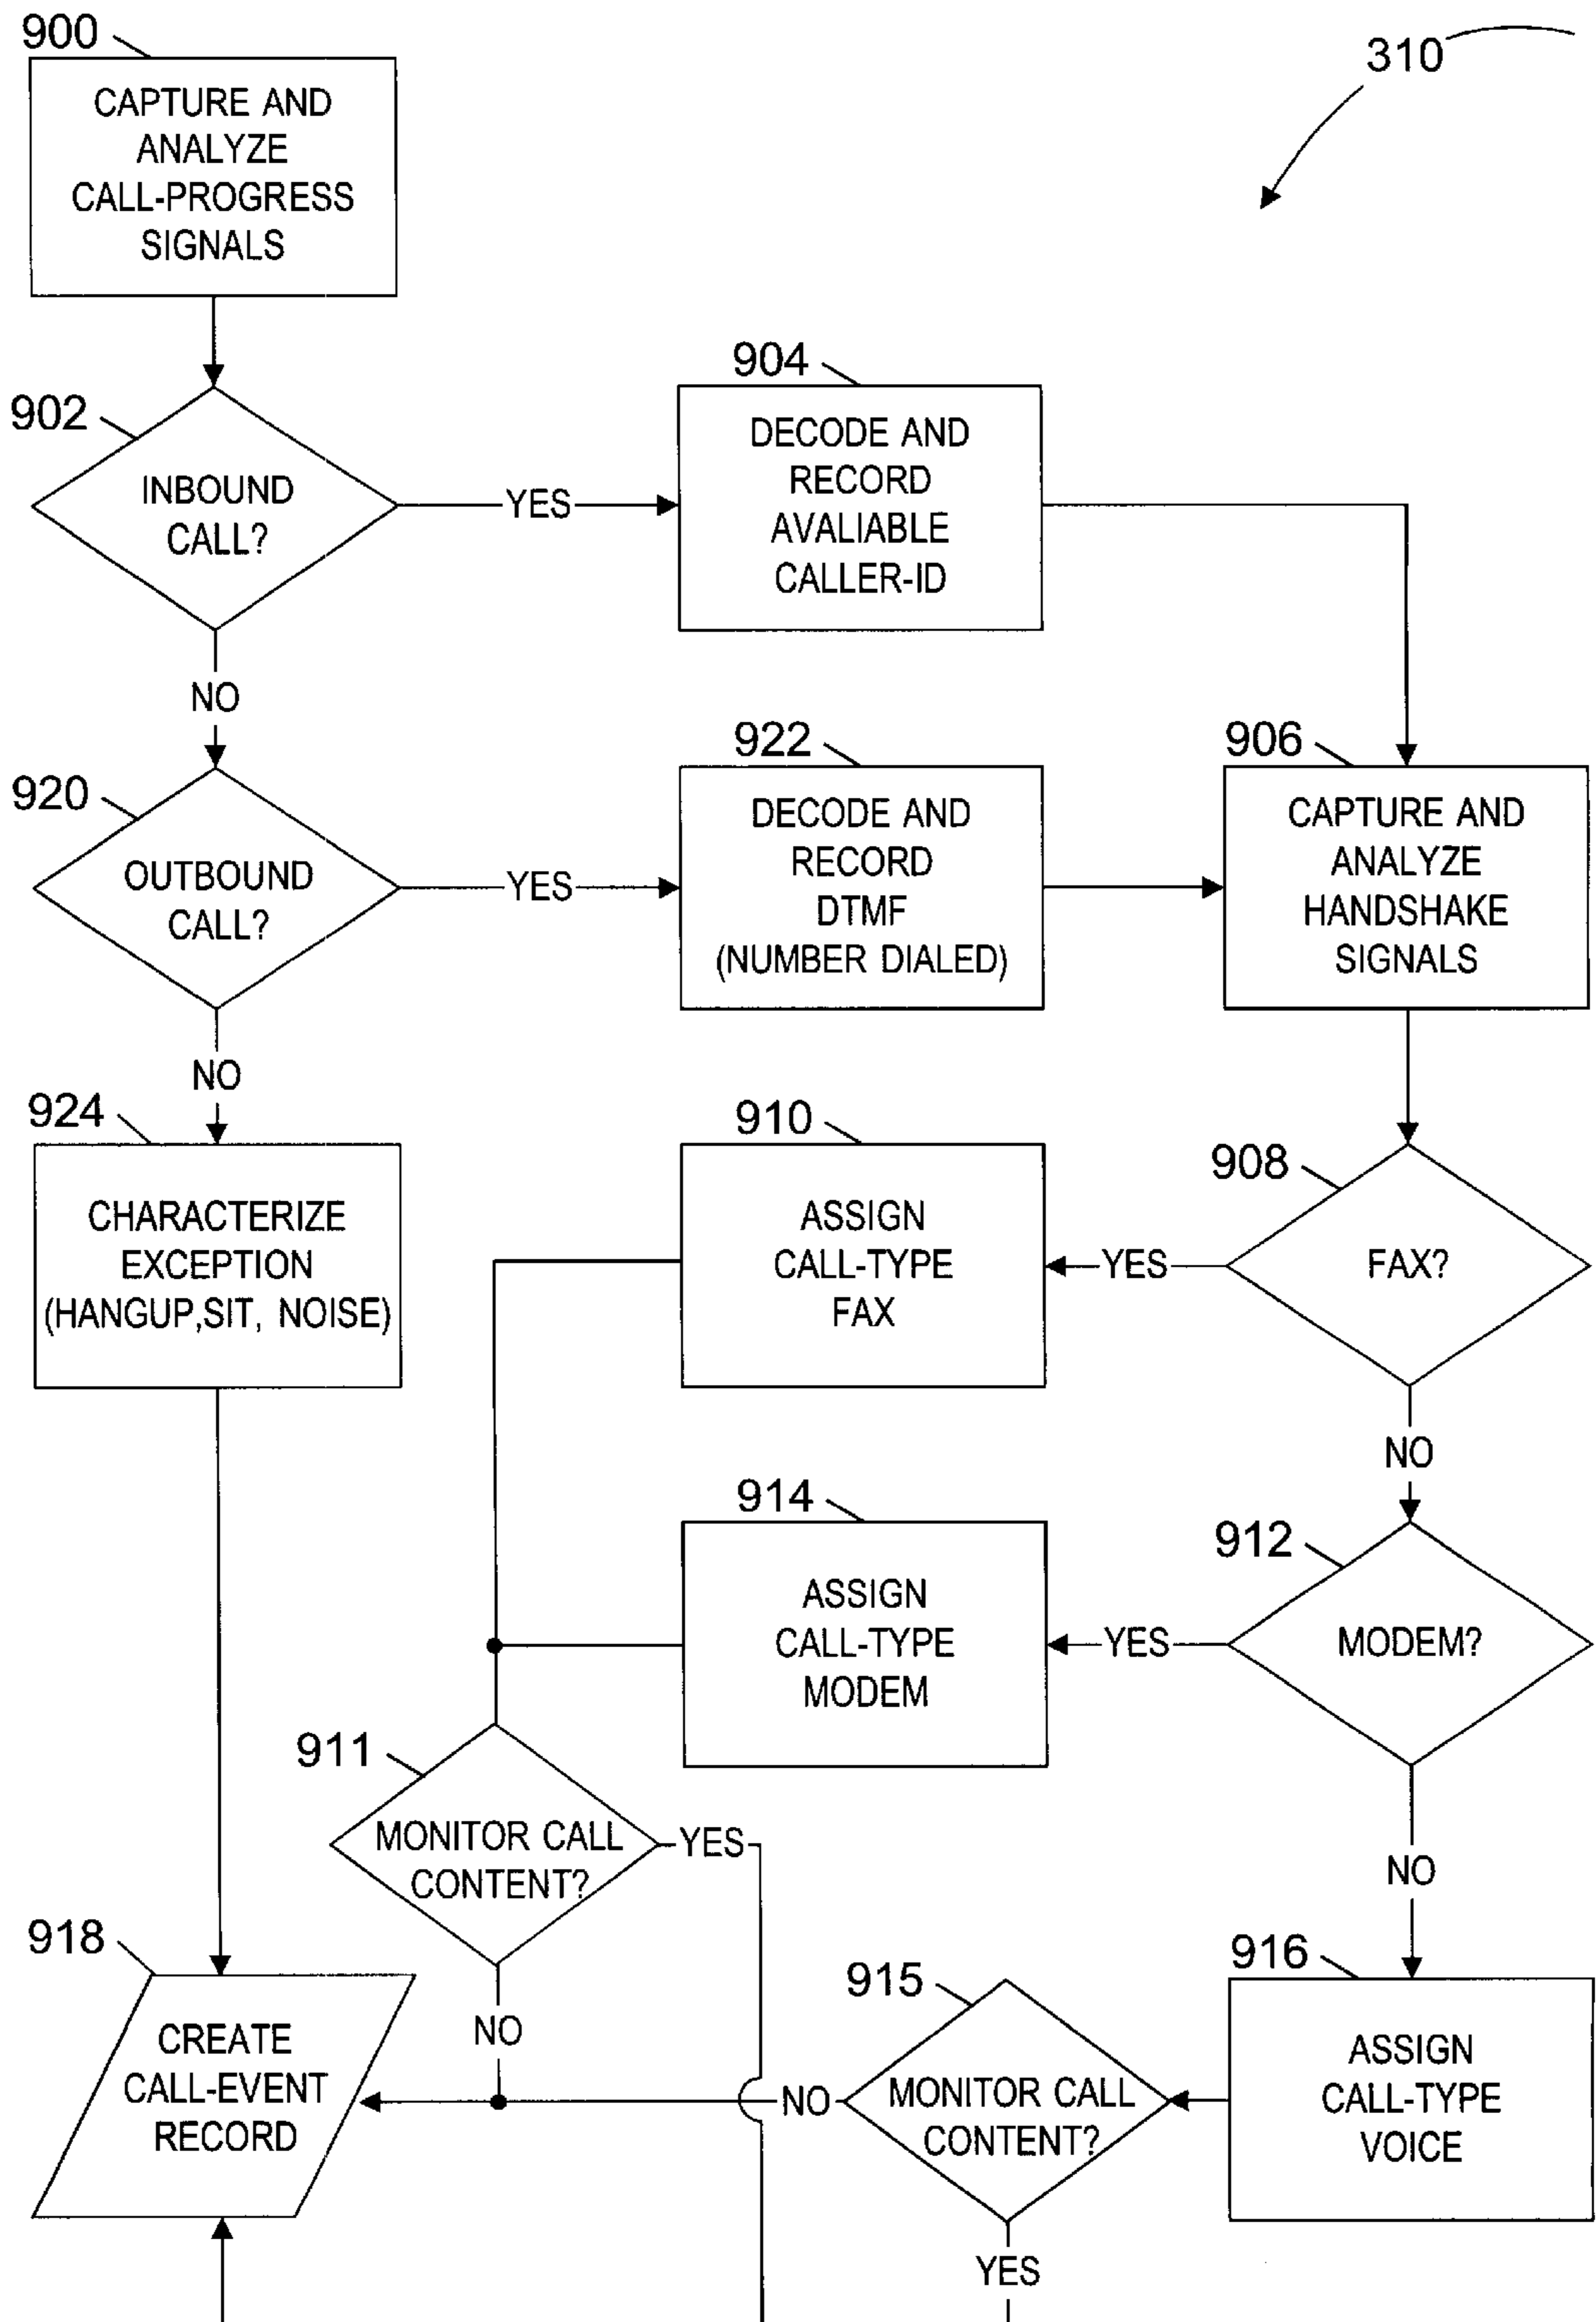 900
310
CAPTURE AND
ANALYZE
CALL-PROGRESS
SIGNALS
902
INBOUND
CALL?
YES
904
DECODE AND
RECORD
AVALIABLE
CALLER-ID
NO
920
OUTBOUND
CALL?
YES
922
DECODE AND
RECORD
DTMF
(NUMBER DIALED)
906
CAPTURE AND
ANALYZE
HANDSHAKE
SIGNALS
NO
924
CHARACTERIZE
EXCEPTION
(HANGUP,SIT, NOISE)
910
ASSIGN
CALL-TYPE
FAX
YES
908
FAX?
NO
914
ASSIGN
CALL-TYPE
MODEM
YES
912
MODEM?
911
MONITOR CALL
CONTENT?
YES
NO
NO
918
CREATE
CALL-EVENT
RECORD
NO
915
MONITOR CALL
CONTENT?
916
ASSIGN
CALL-TYPE
VOICE
YES